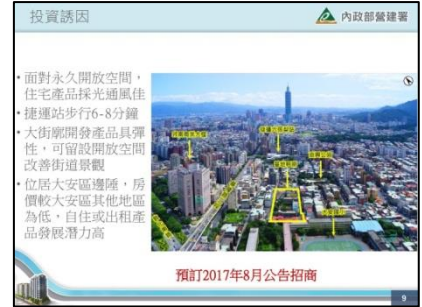 投資誘因
內政部營建署
•面對永久開放空間，
住宅產品採光通風佳
•捷運站步行6-8分鐘
•大街廓開發產品具彈
性，可留設開放空間
改善街道景觀
•位居大安區邊陲，房
價較大安區其他地區
為低，自住或出租產
品發展潛力高
預訂2017年8月公告招商
9